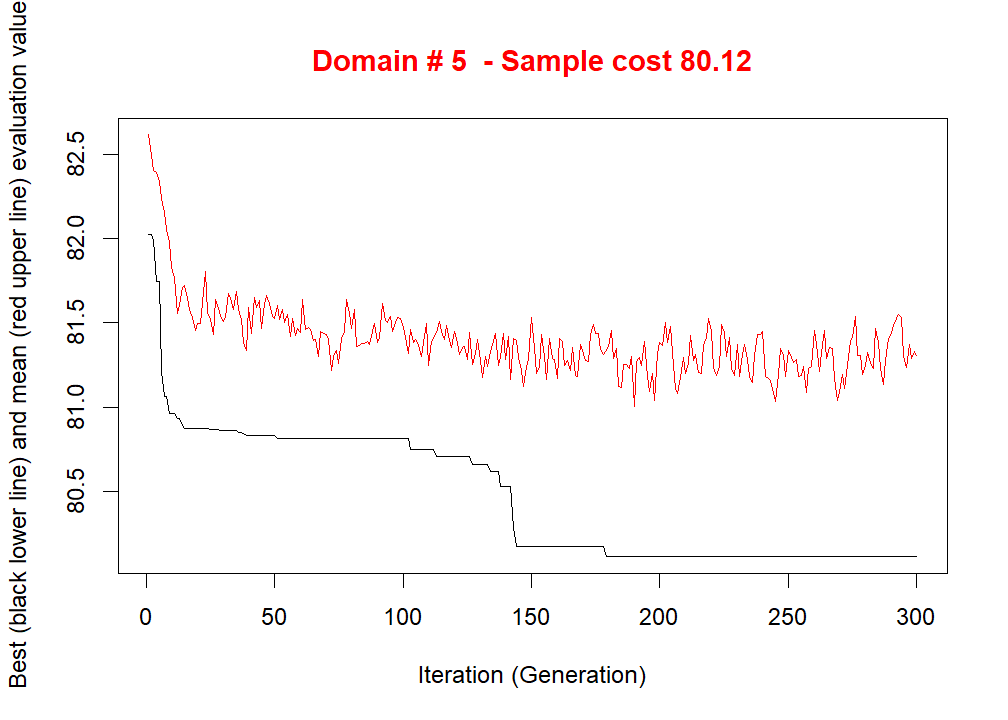 Domain # 5 - Sample cost 80.12
Best (black lower line) and mean (red upper line) evaluation value
82.5
82.0
81.5
81.0
80.5
0 50 100 150 200 250 300
Iteration (Generation)